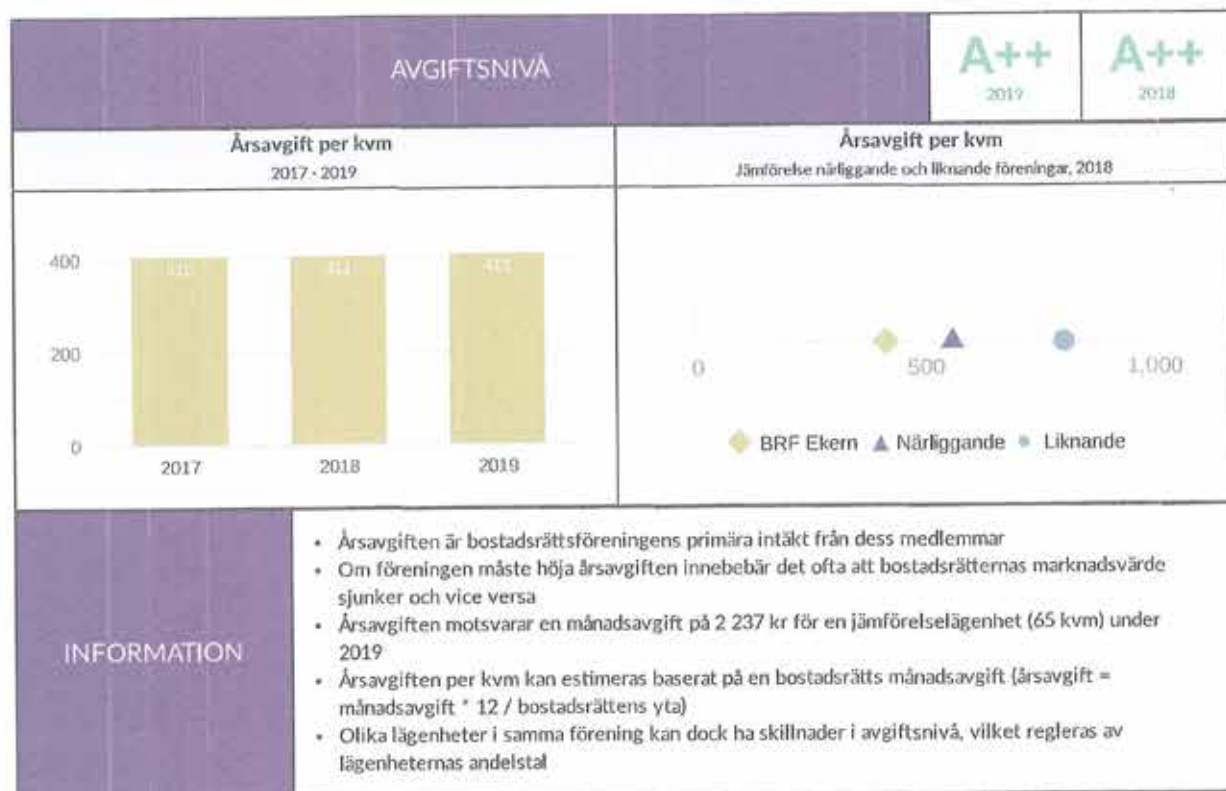 AVGIFTSNIVÅ
A++
2019
A++
2018
Årsavgift per kvm
2017 - 2019
Årsavgift per kvm
Jämförelse närliggande och liknande föreningar, 2018
400
200
0
410
411
413
2017
2018
2019
0
500
1,000
BRF Ekern
Närliggande
Liknande
INFORMATION
• Årsavgiften är bostadsrättsföreningens primära intäkt från dess medlemmar
• Om föreningen måste höja årsavgiften innebebär det ofta att bostadsrätternas marknadsvärde
sjunker och vice versa
• Årsavgiften motsvarar en månadsavgift på 2 237 kr för en jämförelselägenhet (65 kvm) under
2019
• Årsavgiften per kvm kan estimeras baserat på en bostadsrätts månadsavgift (årsavgift =
månadsavgift * 12 / bostadsrättens yta)
• Olika lägenheter i samma förening kan dock ha skillnader i avgiftsnivå, vilket regleras av
lägenheternas andelstal